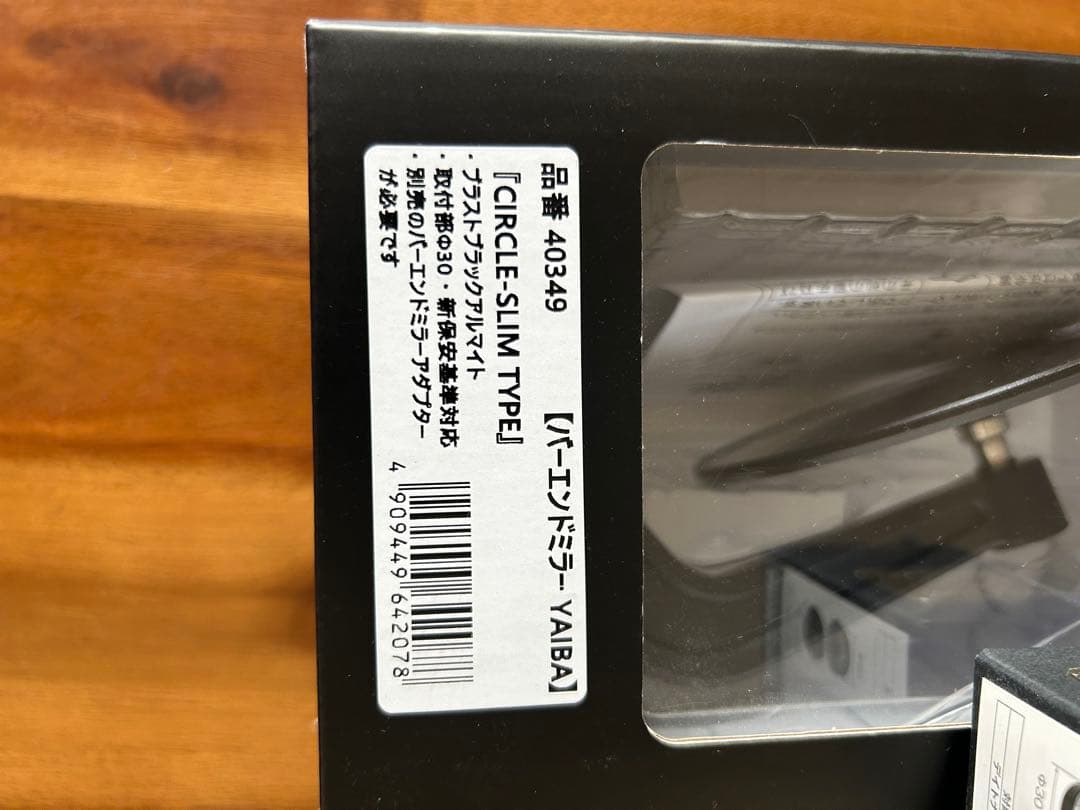 品番 40349 【バーエンドミラー YAIBA】
『CIRCLE-SLIM TYPE』
・ブラストブラックアルマイト
・取付部Φ30・新保安基準対応
・別売のバーエンドミラーアダプター
が必要です
4 909449 642078
Φ30